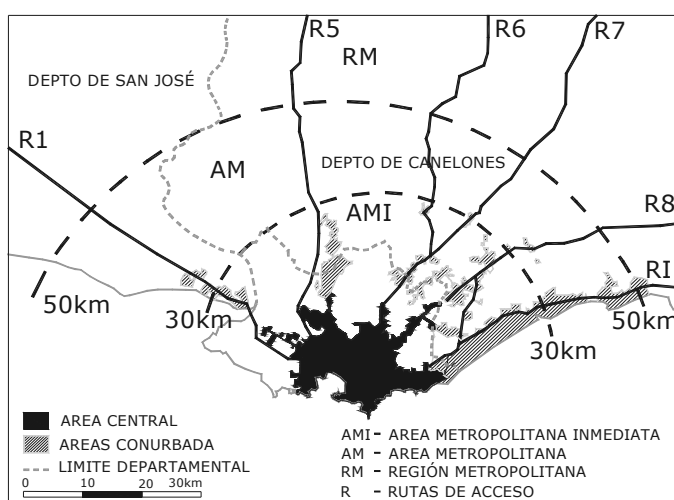 R5
RM
R6
R7
DEPTO DE SAN JOSÉ
R1
AM
DEPTO DE CANELONES
AMI
R8
RI
50km
30km
30km
50km
AREA CENTRAL
AREAS CONURBADA
LIMITE DEPARTAMENTAL
0 10 20 30km
AMI - AREA METROPOLITANA INMEDIATA
AM - AREA METROPOLITANA
RM - REGIÓN METROPOLITANA
R - RUTAS DE ACCESO